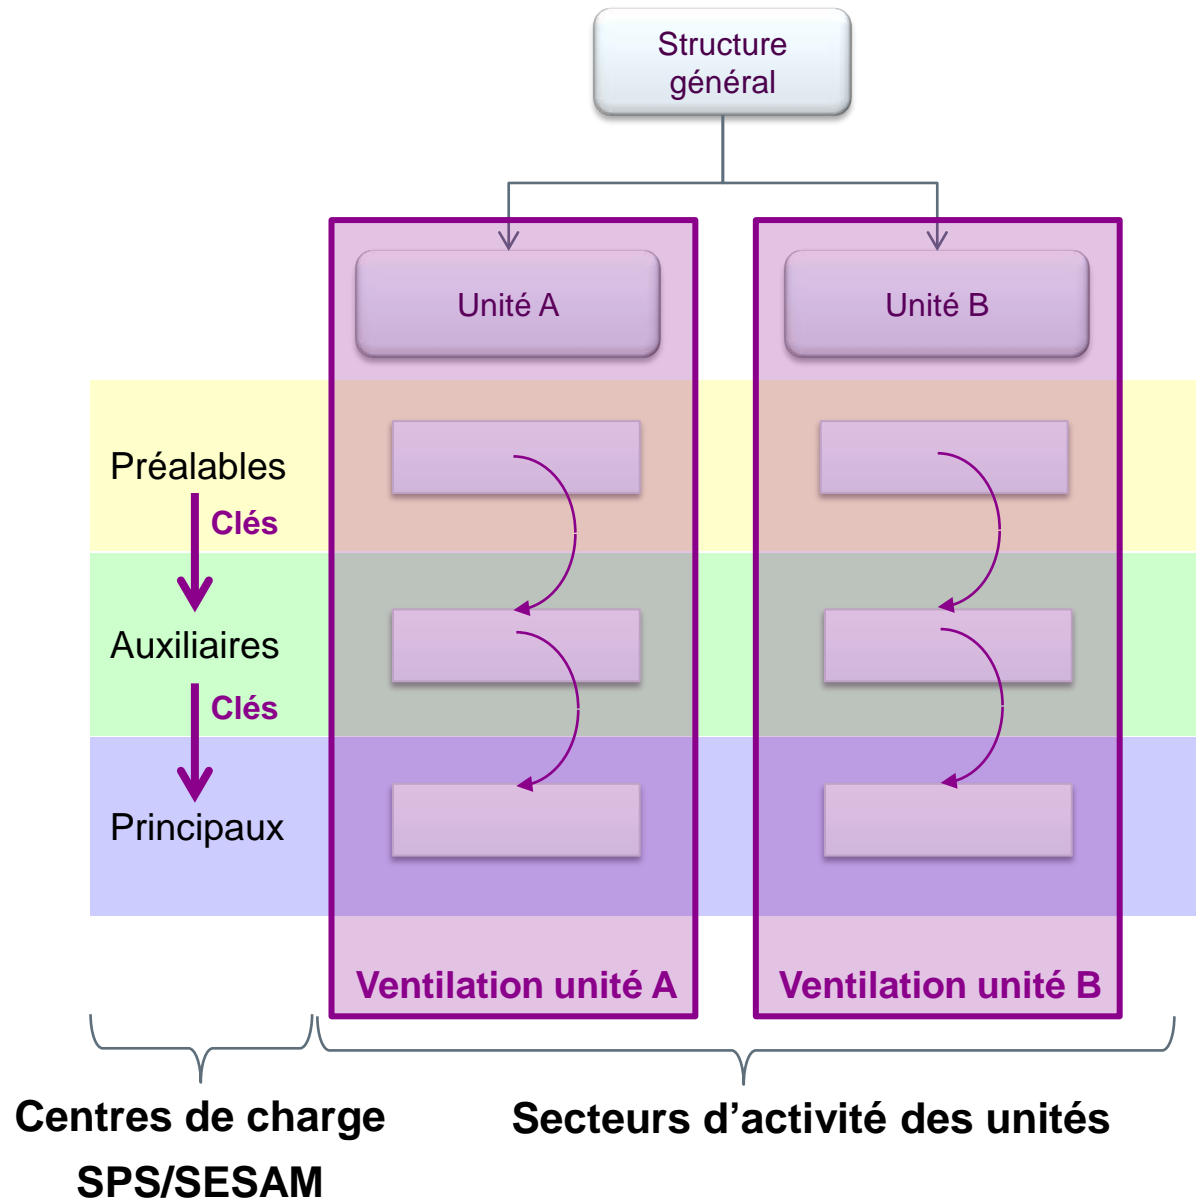 Structure
général
Unité A
Unité B
Préalables
Clés
Auxiliaires
Clés
Principaux
Ventilation unité A
Ventilation unité B
Centres de charge
SPS/SESAM
Secteurs d’activité des unités